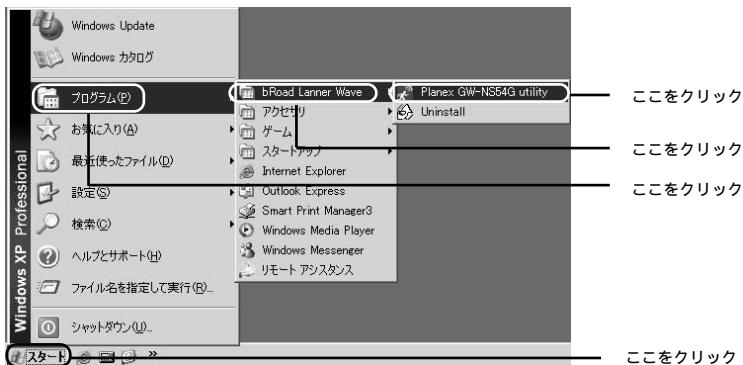 Windows Update
Windows カタログ
プログラム(P)
お気に入り(A)
最近使ったファイル(D)
設定(S)
検索(C)
ヘルプとサポート(H)
ファイル名を指定して実行(R)...
シャットダウン(U)...
Windows XP Professional
スタート
»
bRoad Lanner Wave
アクセサリ
ゲーム
スタートアップ
Internet Explorer
Outlook Express
Smart Print Manager3
Windows Media Player
Windows Messenger
リモート アシスタンス
Planex GW-NS54G utility
Uninstall
ここをクリック
ここをクリック
ここをクリック
ここをクリック